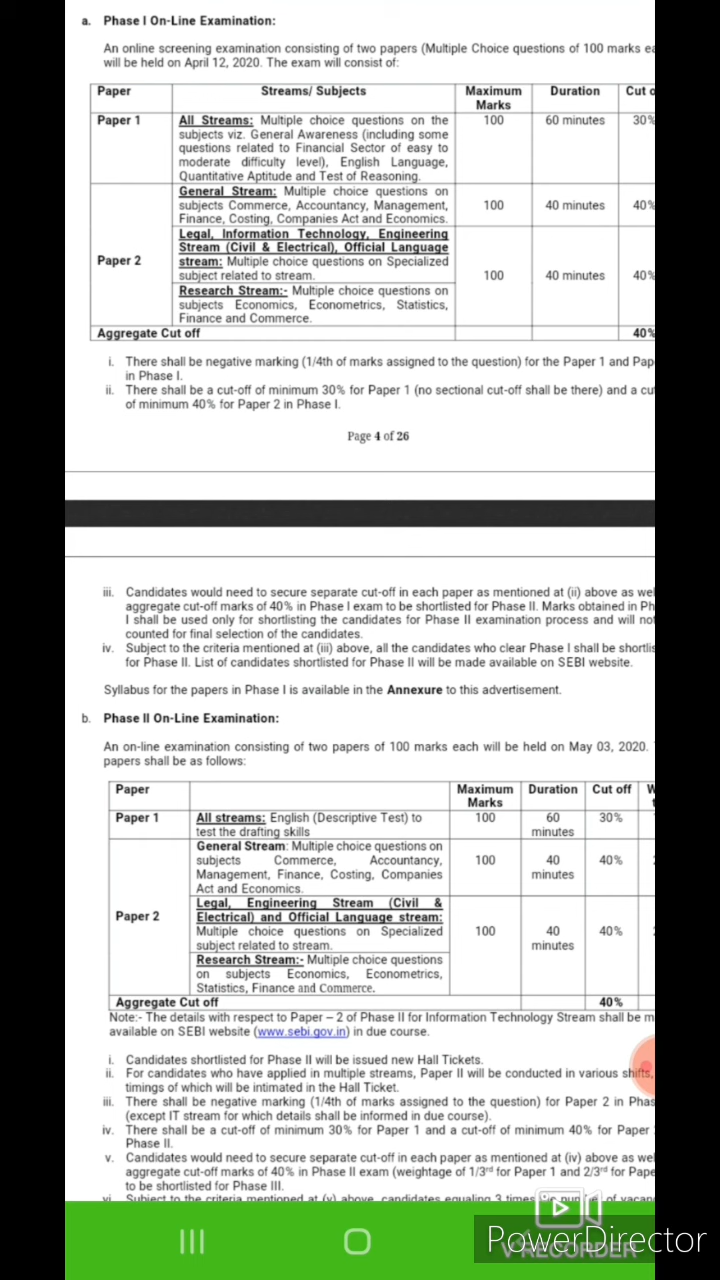 a. Phase I On-Line Examination:
An online screening examination consisting of two papers (Multiple Choice questions of 100 marks
will be held on April 12, 2020. The exam will consist of:
Paper Streams/ Subjects Maximum Marks Duration Cut
Paper 1 All Streams: Multiple choice questions on the 100 60 minutes 30%
subjects viz. General Awareness (including some
questions related to Financial Sector of easy to
moderate difficulty level), English Language,
Quantitative Aptitude and Test of Reasoning.
General Stream: Multiple choice questions on
subjects Commerce, Accountancy, Management, 100 40 minutes 40%
Finance, Costing, Companies Act and Economics.
Legal, Information Technology, Engineering
Stream (Civil & Electrical), Official Language
Paper 2 stream: Multiple choice questions on Specialized
subject related to stream. 100 40 minutes 40%
Research Stream:- Multiple choice questions on
subjects Economics, Econometrics, Statistics,
Finance and Commerce.
Aggregate Cut off 40%
i. There shall be negative marking (1/4th of marks assigned to the question) for the Paper 1 and
in Phase I.
ii. There shall be a cut-off of minimum 30% for Paper 1 (no sectional cut-off shall be there) and a
of minimum 40% for Paper 2 in Phase I.
Page 4 of 26
iii. Candidates would need to secure separate cut-off in each paper as mentioned at (ii) above as
aggregate cut-off marks of 40% in Phase I exam to be shortlisted for Phase II. Marks obtained in
I shall be used only for shortlisting the candidates for Phase II examination process and will not
counted for final selection of the candidates.
iv. Subject to the criteria mentioned at (iii) above, all the candidates who clear Phase I shall be
for Phase II. List of candidates shortlisted for Phase II will be made available on SEBI website.
Syllabus for the papers in Phase I is available in the Annexure to this advertisement.
b. Phase II On-Line Examination:
An on-line examination consisting of two papers of 100 marks each will be held on May 03, 2020.
papers shall be as follows:
Paper Maximum Marks Duration Cut off
Paper 1 All streams: English (Descriptive Test) to 100 60 minutes 30%
test the drafting skills
General Stream: Multiple choice questions on
subjects Commerce, Accountancy, 100 40 minutes 40%
Management, Finance, Costing, Companies
Act and Economics.
Legal, Engineering Stream (Civil &
Paper 2 Electrical) and Official Language stream:
Multiple choice questions on Specialized 100 40 minutes 40%
subject related to stream.
Research Stream:- Multiple choice questions
on subjects Economics, Econometrics,
Statistics, Finance and Commerce.
Aggregate Cut off 40%
Note:- The details with respect to Paper – 2 of Phase II for Information Technology Stream shall be
available on SEBI website (www.sebi.gov.in) in due course.
i. Candidates shortlisted for Phase II will be issued new Hall Tickets.
ii. For candidates who have applied in multiple streams, Paper II will be conducted in various shifts,
timings of which will be intimated in the Hall Ticket.
iii. There shall be negative marking (1/4th of marks assigned to the question) for Paper 2 in
(except IT stream for which details shall be informed in due course).
iv. There shall be a cut-off of minimum 30% for Paper 1 and a cut-off of minimum 40% for Paper
Phase II.
v. Candidates would need to secure separate cut-off in each paper as mentioned at (iv) above as
aggregate cut-off marks of 40% in Phase II exam (weightage of 1/3rd for Paper 1 and 2/3rd for
to be shortlisted for Phase III.
vi. Subject to the criteria mentioned at (v) above, candidates equaling 3 times of
V RECORDER
PowerDirector